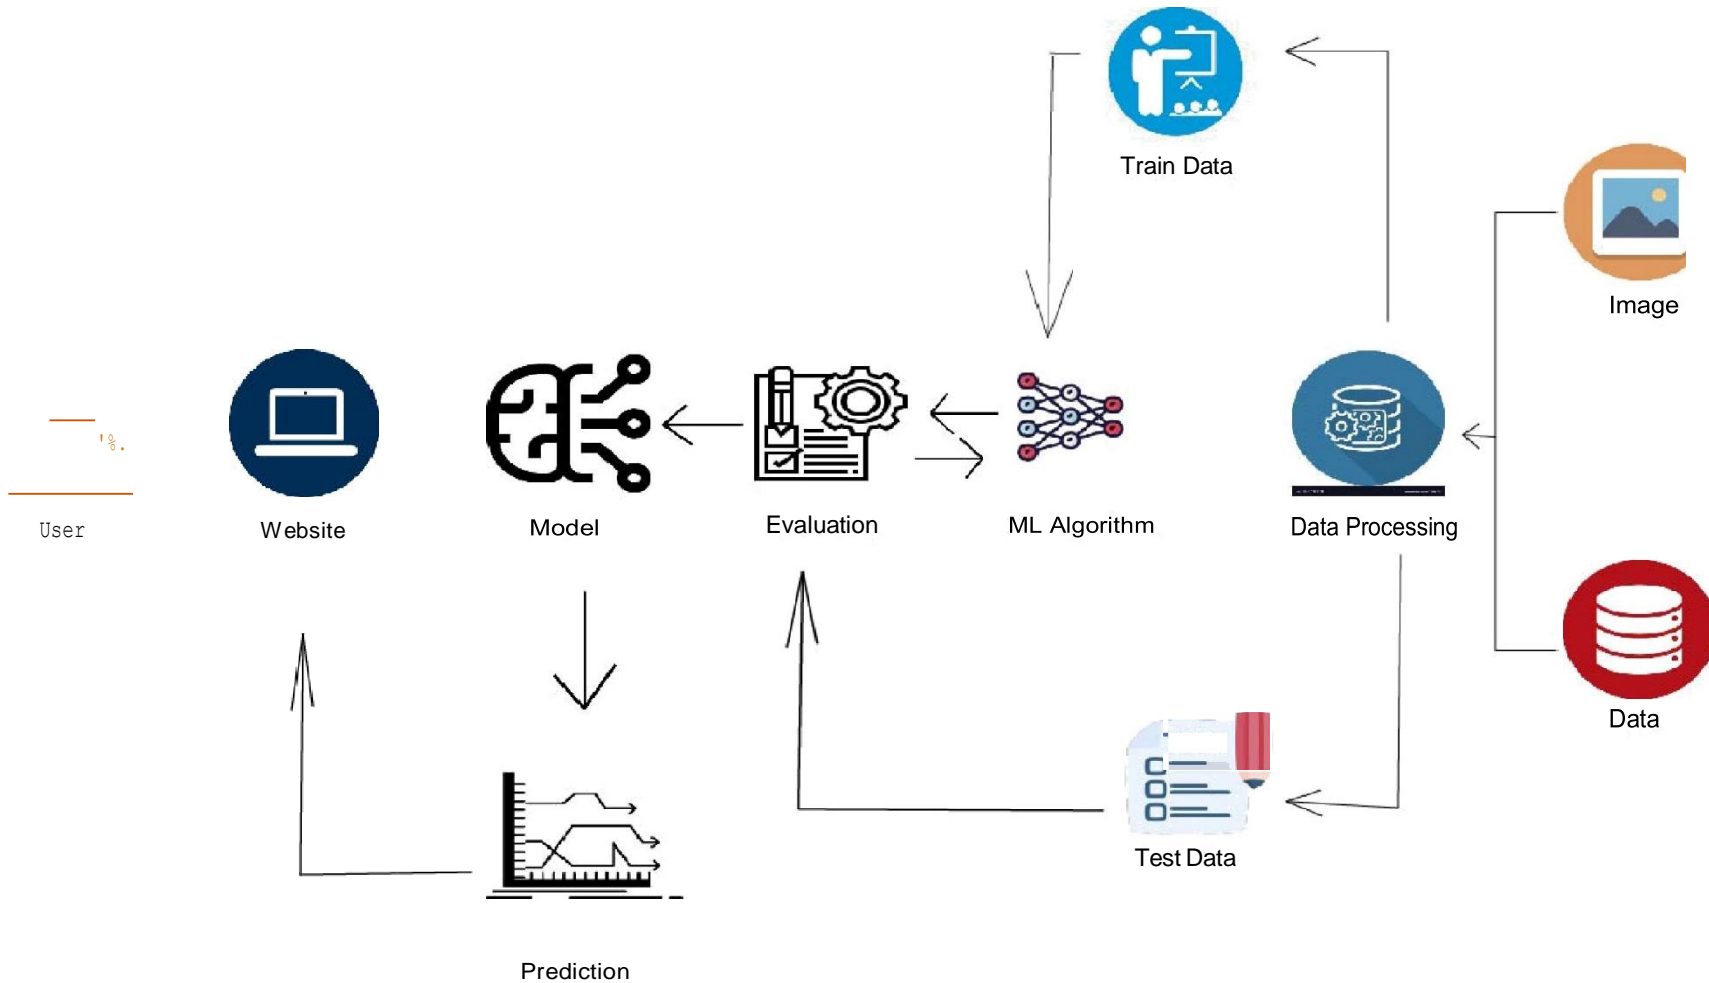 Train Data
Image
'%.
User
Website
Model
Evaluation
ML Algorithm
Data Processing
Data
Test Data
Prediction